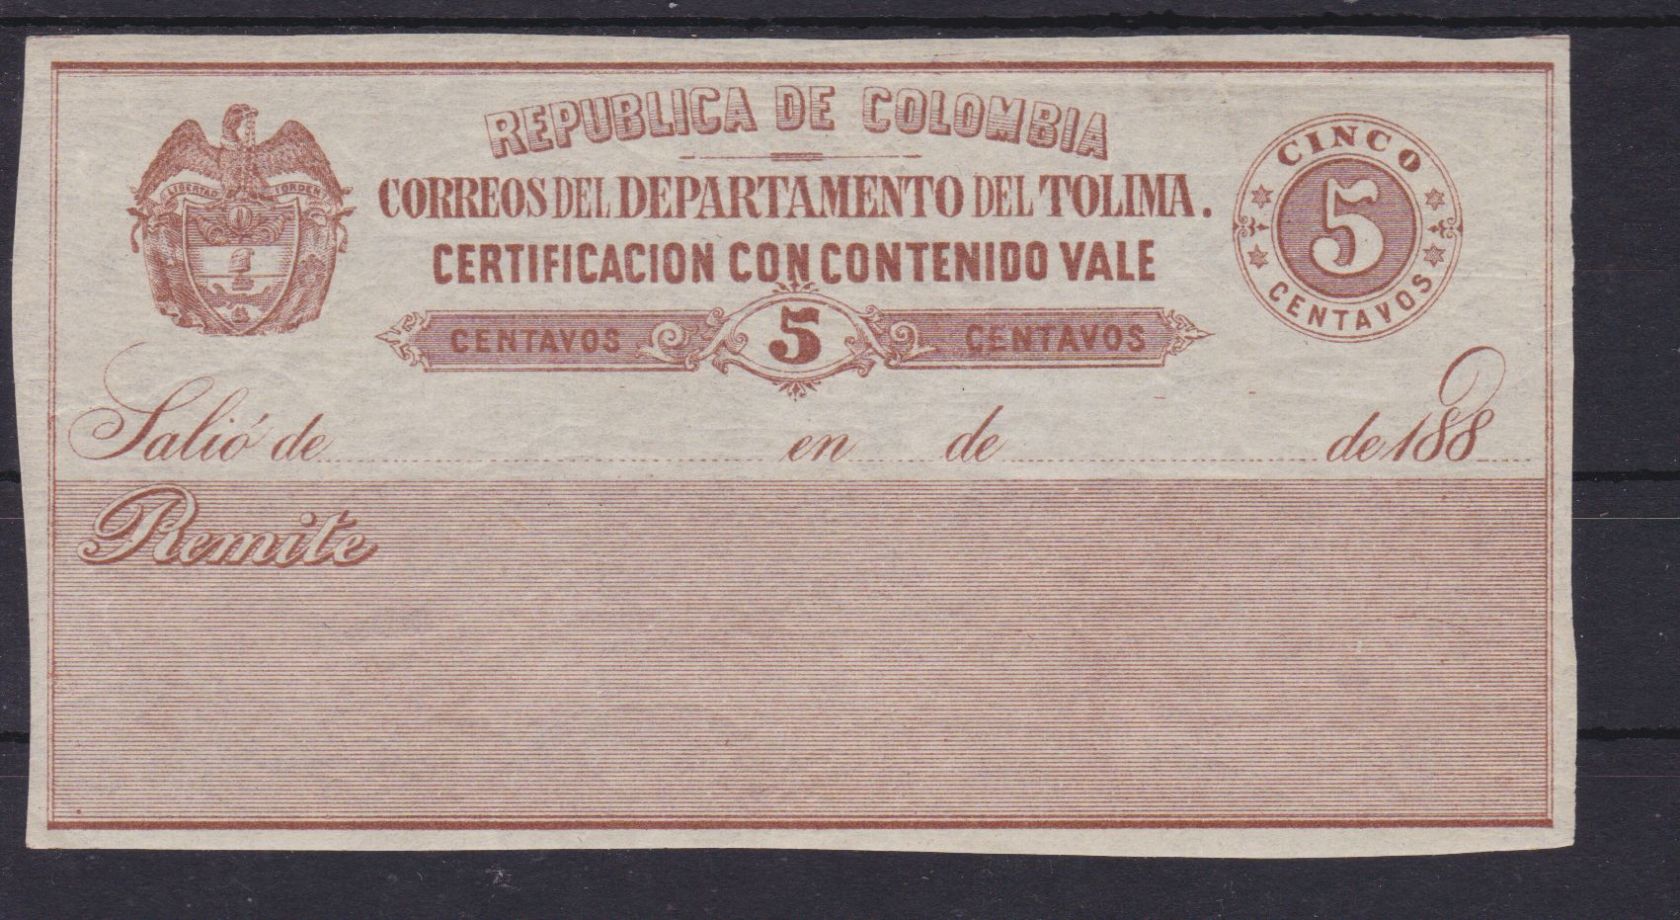 REPUBLICA DE COLOMBIA
LIBERTAD Y ORDEN
CINCO
5
CENTAVOS
CORREOS DEL DEPARTAMENTO DEL TOLIMA.
CERTIFICACION CON CONTENIDO VALE
CENTAVOS 5 CENTAVOS
Salió de en de de 188
Remite